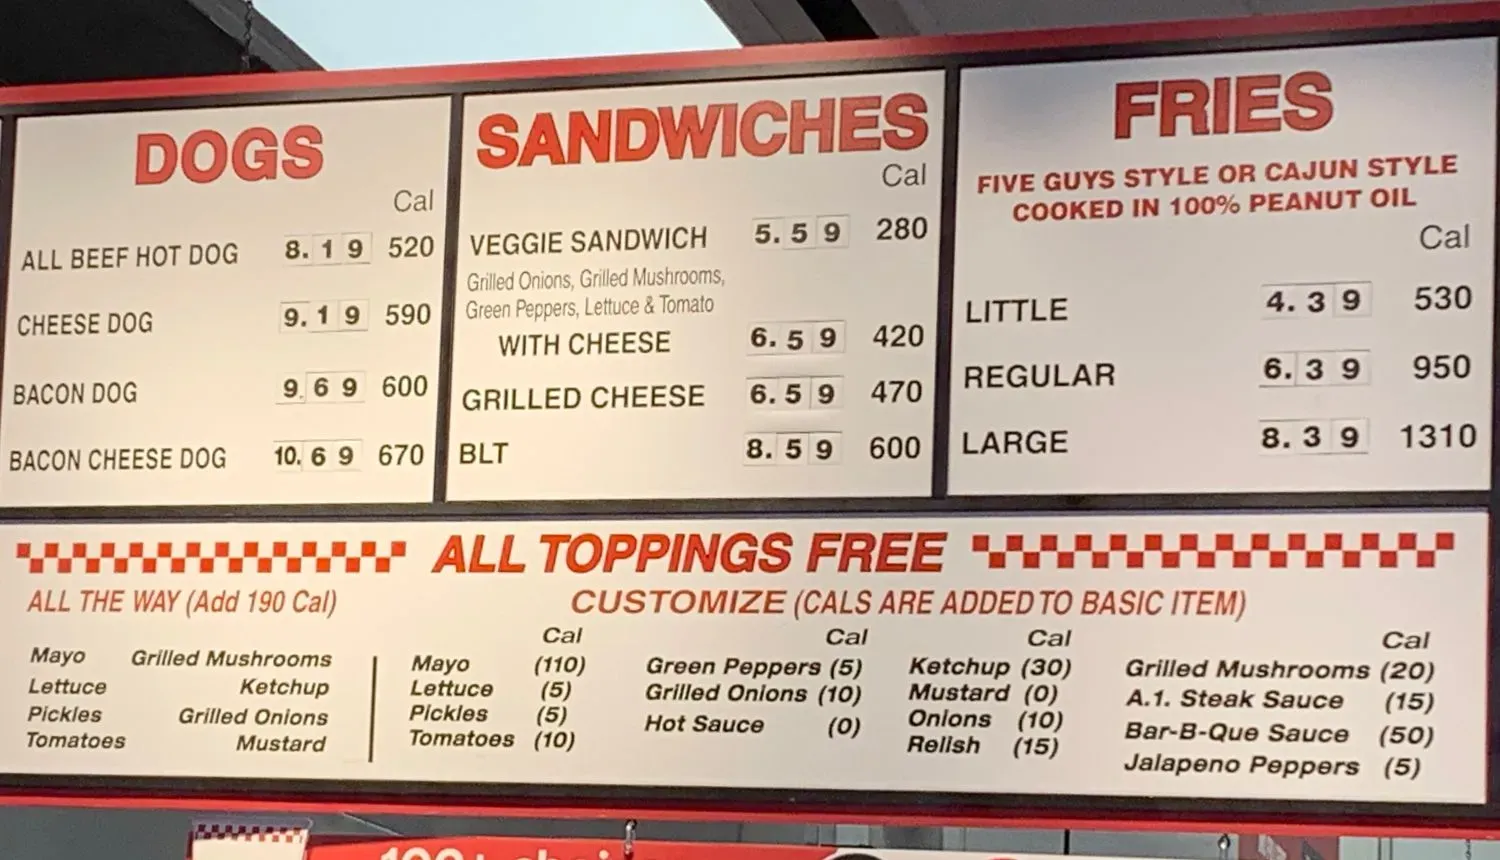 DOGS
Cal
ALL BEEF HOT DOG 8.19 520
CHEESE DOG 9.19 590
BACON DOG 9.69 600
BACON CHEESE DOG 10.69 670
SANDWICHES
Cal
VEGGIE SANDWICH 5.59 280
Grilled Onions, Grilled Mushrooms,
Green Peppers, Lettuce & Tomato
WITH CHEESE 6.59 420
GRILLED CHEESE 6.59 470
BLT 8.59 600
FRIES
FIVE GUYS STYLE OR CAJUN STYLE
COOKED IN 100% PEANUT OIL
Cal
LITTLE 4.39 530
REGULAR 6.39 950
LARGE 8.39 1310
ALL TOPPINGS FREE
ALL THE WAY (Add 190 Cal)
Mayo Grilled Mushrooms
Lettuce Ketchup
Pickles Grilled Onions
Tomatoes Mustard
CUSTOMIZE (CALS ARE ADDED TO BASIC ITEM)
Cal
Mayo (110)
Lettuce (5)
Pickles (5)
Tomatoes (10)
Cal
Green Peppers (5)
Grilled Onions (10)
Hot Sauce (0)
Cal
Ketchup (30)
Mustard (0)
Onions (10)
Relish (15)
Cal
Grilled Mushrooms (20)
A.1. Steak Sauce (15)
Bar-B-Que Sauce (50)
Jalapeno Peppers (5)